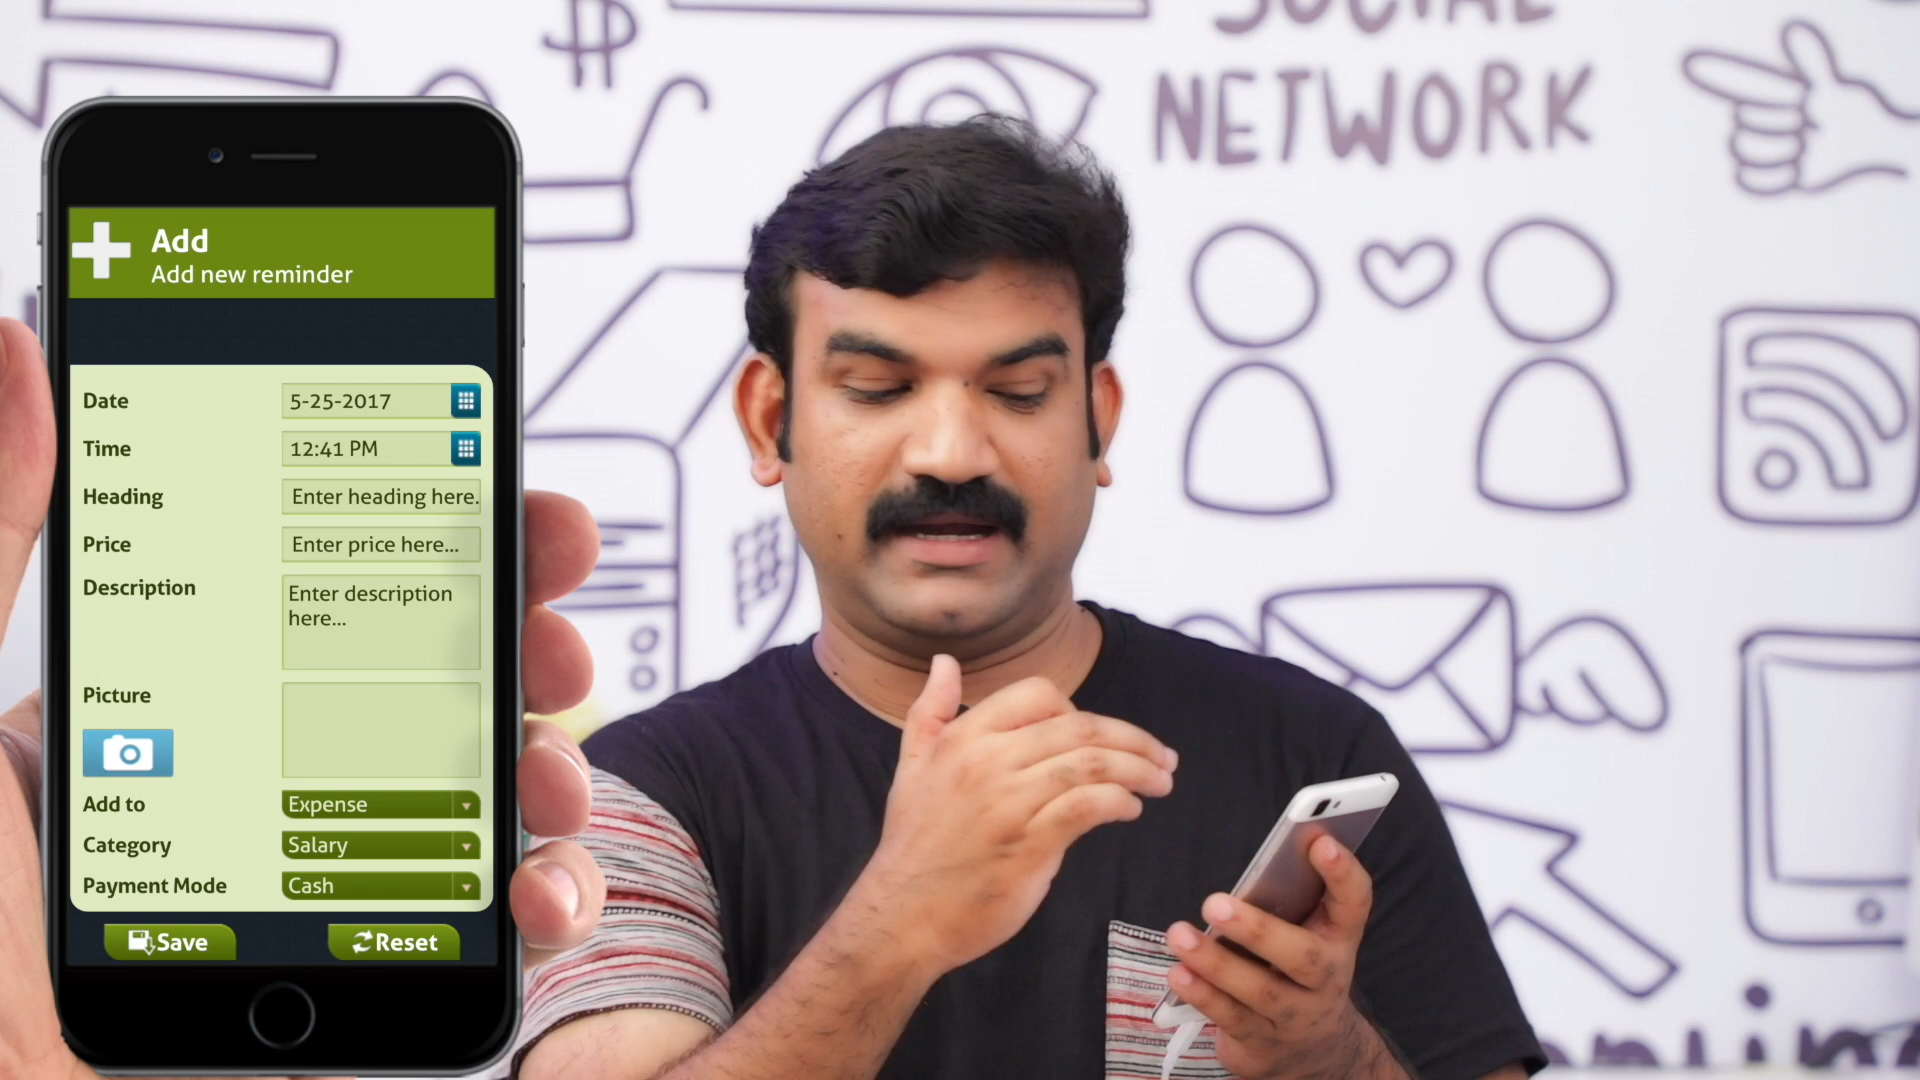 SOCIAL
NETWORK
Add
Add new reminder
Date 5-25-2017
Time 12:41 PM
Heading Enter heading here.
Price Enter price here...
Description Enter description
here...
Picture
Add to Expense
Category Salary
Payment Mode Cash
Save Reset